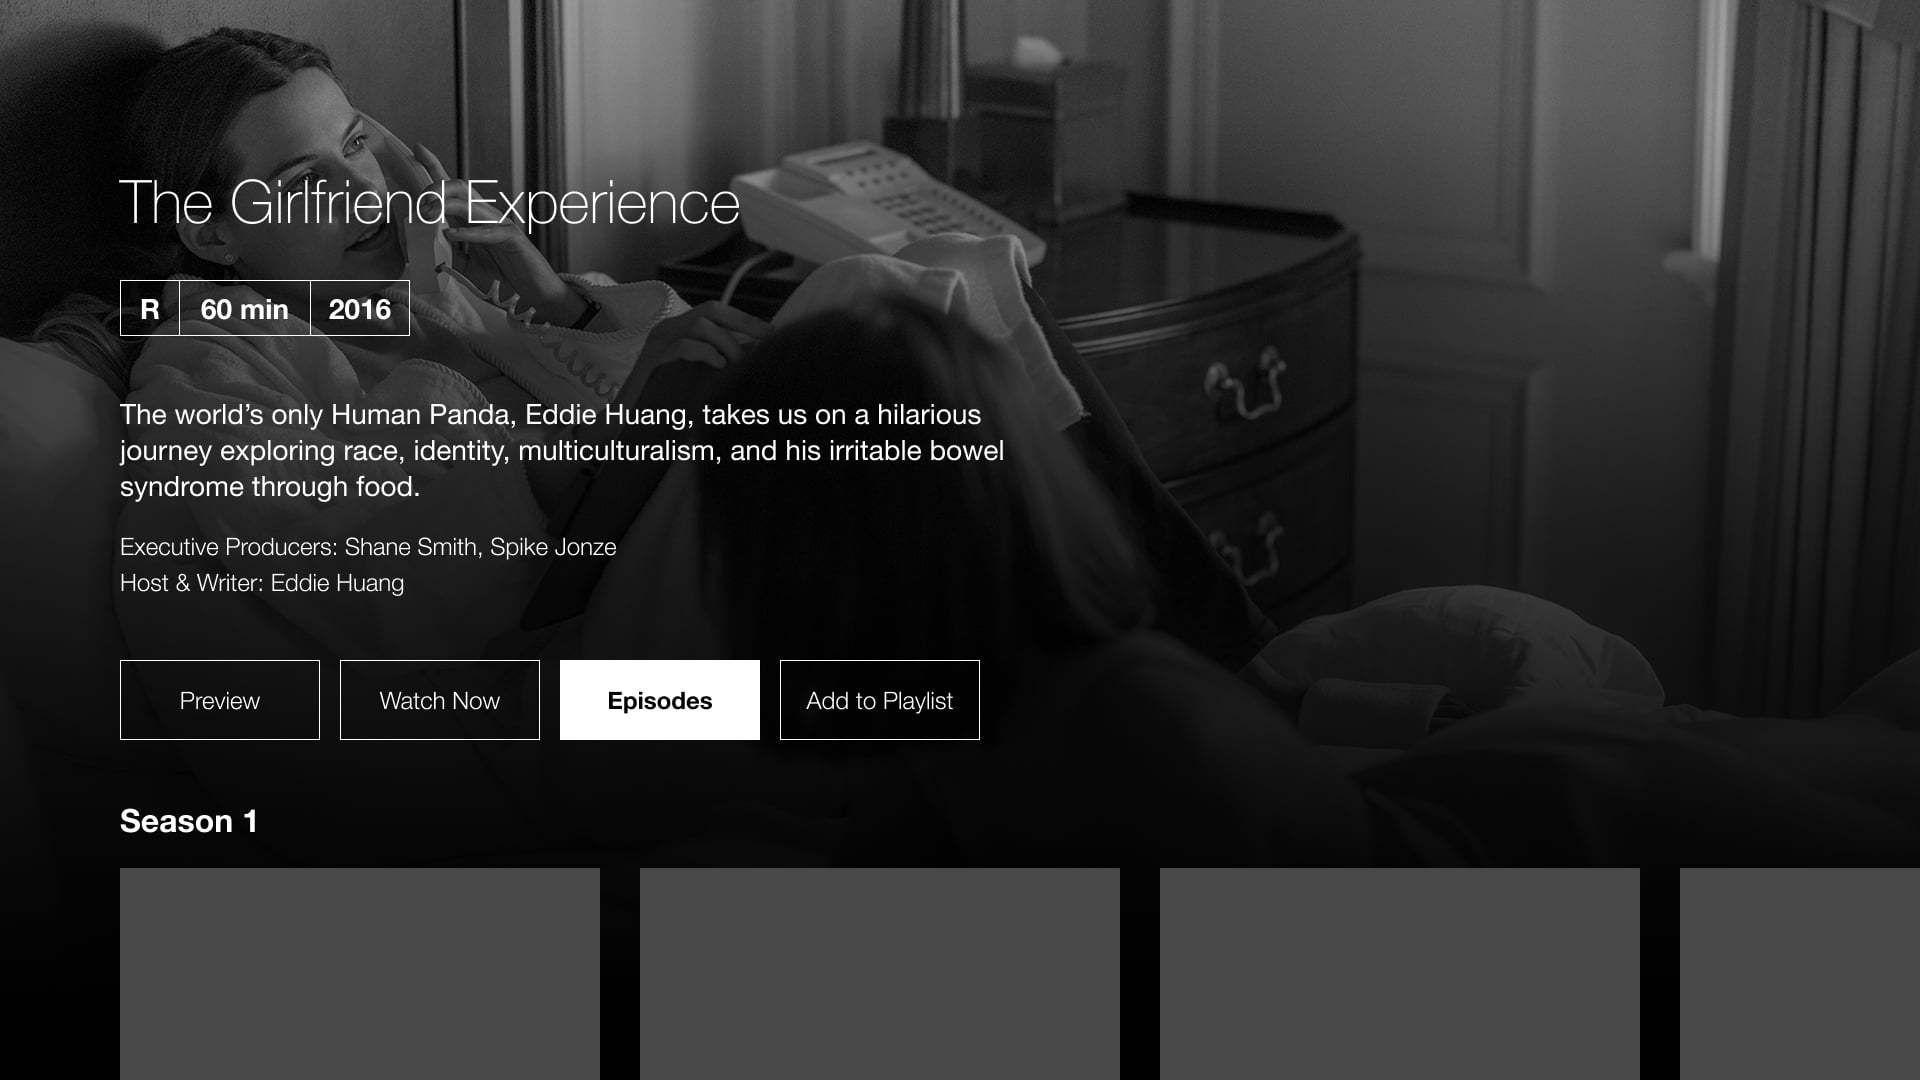 The Girlfriend Experience
R 60 min 2016
The world’s only Human Panda, Eddie Huang, takes us on a hilarious
journey exploring race, identity, multiculturalism, and his irritable bowel
syndrome through food.
Executive Producers: Shane Smith, Spike Jonze
Host & Writer: Eddie Huang
Preview Watch Now Episodes Add to Playlist
Season 1